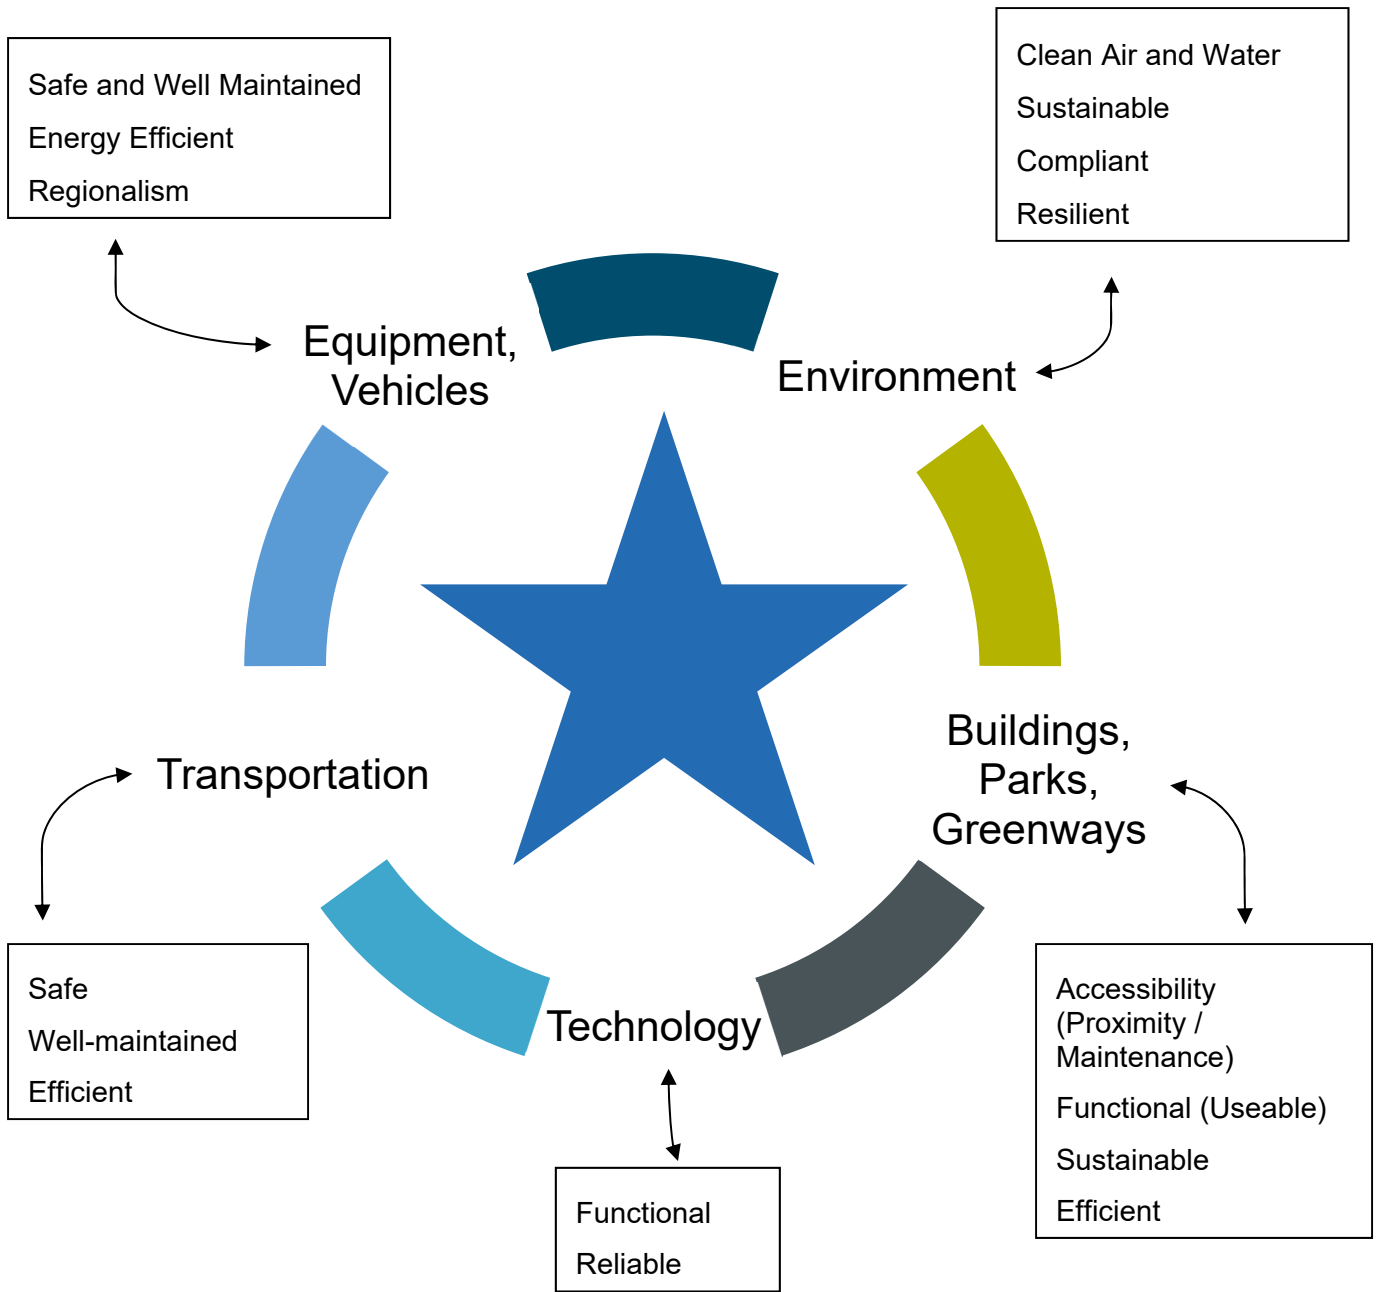 Safe and Well Maintained
Energy Efficient
Regionalism
Clean Air and Water
Sustainable
Compliant
Resilient
Equipment,
Vehicles
Environment
Buildings,
Parks,
Greenways
Transportation
Technology
Safe
Well-maintained
Efficient
Functional
Reliable
Accessibility
(Proximity /
Maintenance)
Functional (Useable)
Sustainable
Efficient